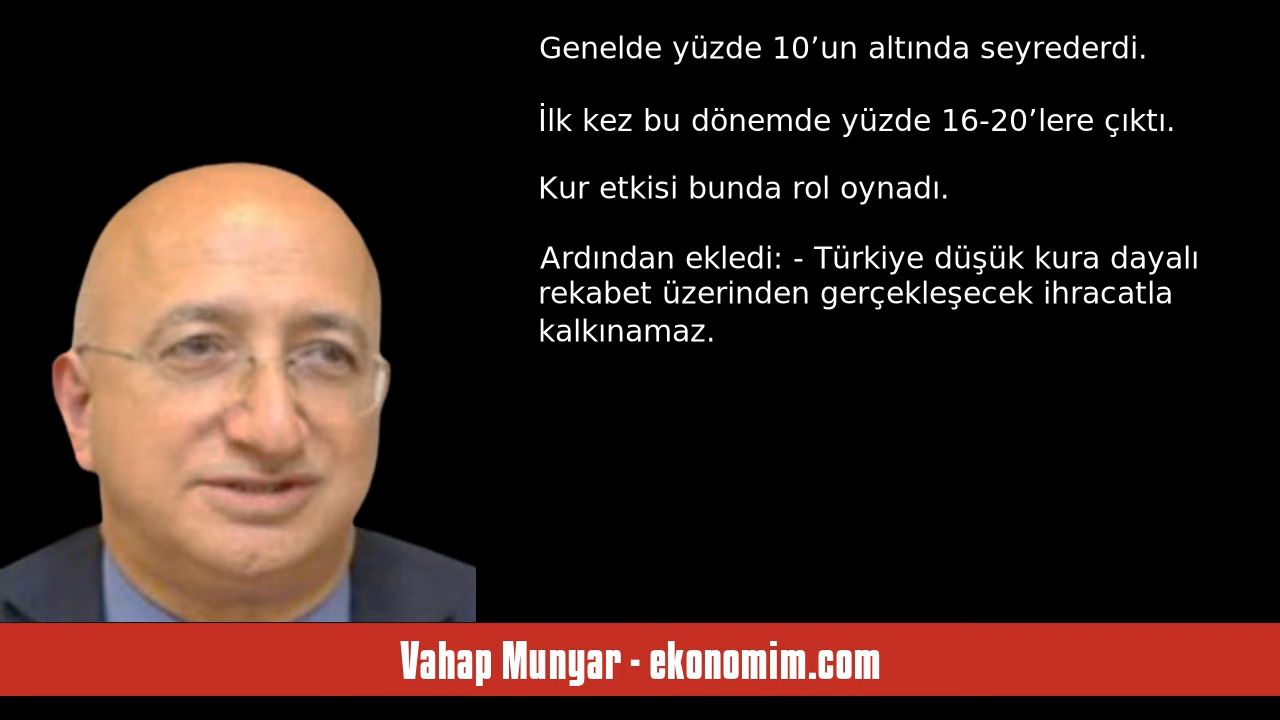 Genelde yüzde 10’un altında seyrederdi.
İlk kez bu dönemde yüzde 16-20’lere çıktı.
Kur etkisi bunda rol oynadı.
Ardından ekledi: - Türkiye düşük kura dayalı
rekabet üzerinden gerçekleşecek ihracatla
kalkınamaz.
Vahap Munyar - ekonomim.com